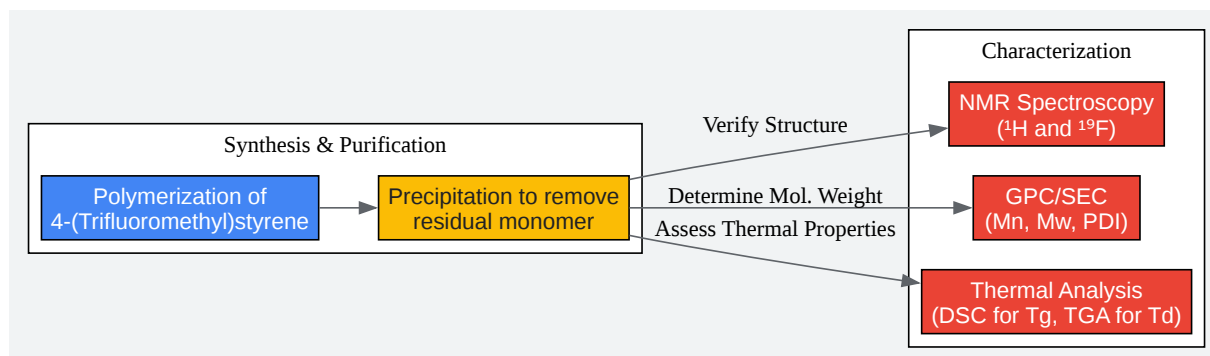 Synthesis & Purification
Polymerization of
4-(Trifluoromethyl)styrene
Precipitation to remove
residual monomer
Verify Structure
Determine Mol. Weight
Assess Thermal Properties
Characterization
NMR Spectroscopy
(¹H and ¹⁹F)
GPC/SEC
(Mn, Mw, PDI)
Thermal Analysis
(DSC for Tg, TGA for Td)